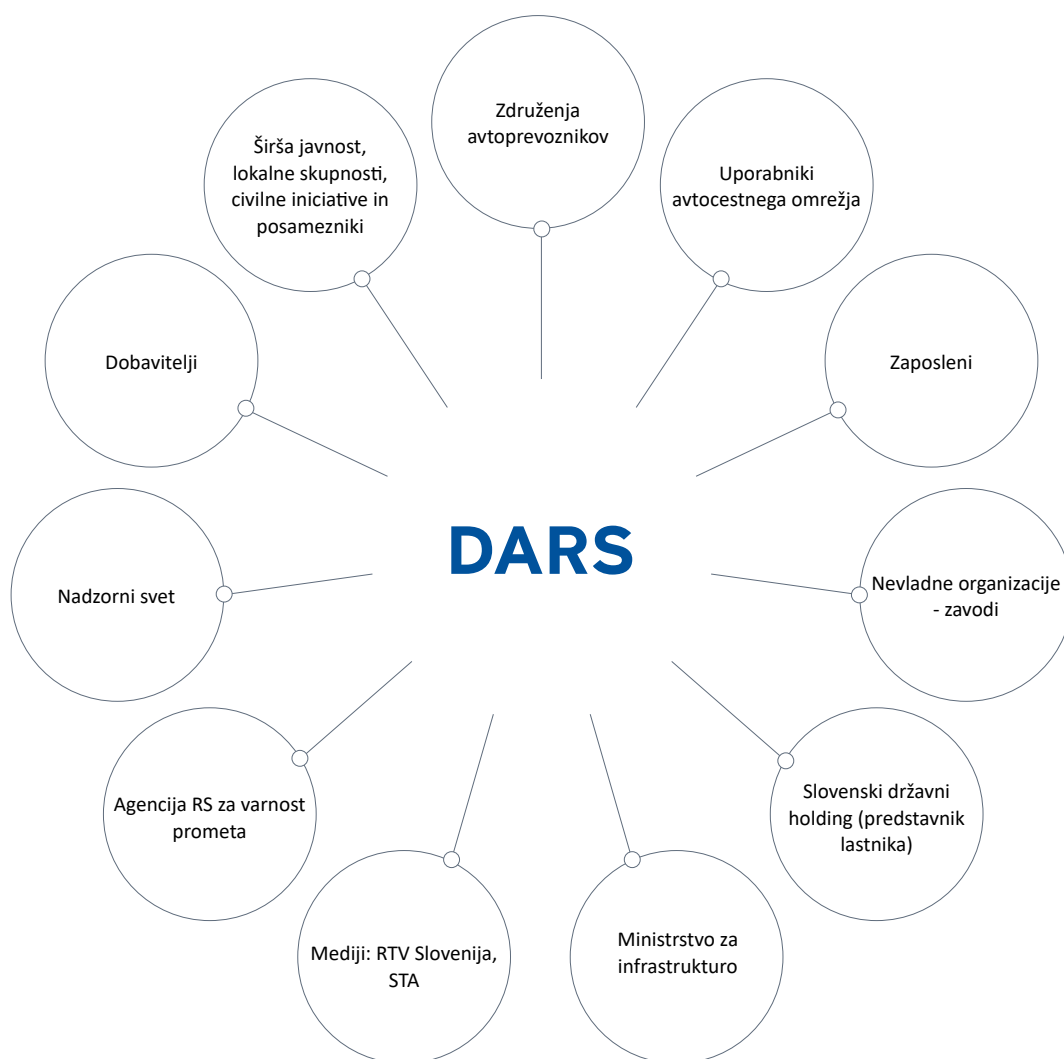 Združenja
avtoprevoznikov
Širša javnost,
lokalne skupnosti,
civilne iniciative in
posamezniki
Uporabniki
avtocestnega omrežja
Dobavitelji
Zaposleni
DARS
Nadzorni svet
Nevladne organizacije
- zavodi
Agencija RS za varnost
prometa
Slovenski državni
holding (predstavnik
lastnika)
Mediji: RTV Slovenija,
STA
Ministrstvo za
infrastrukturo